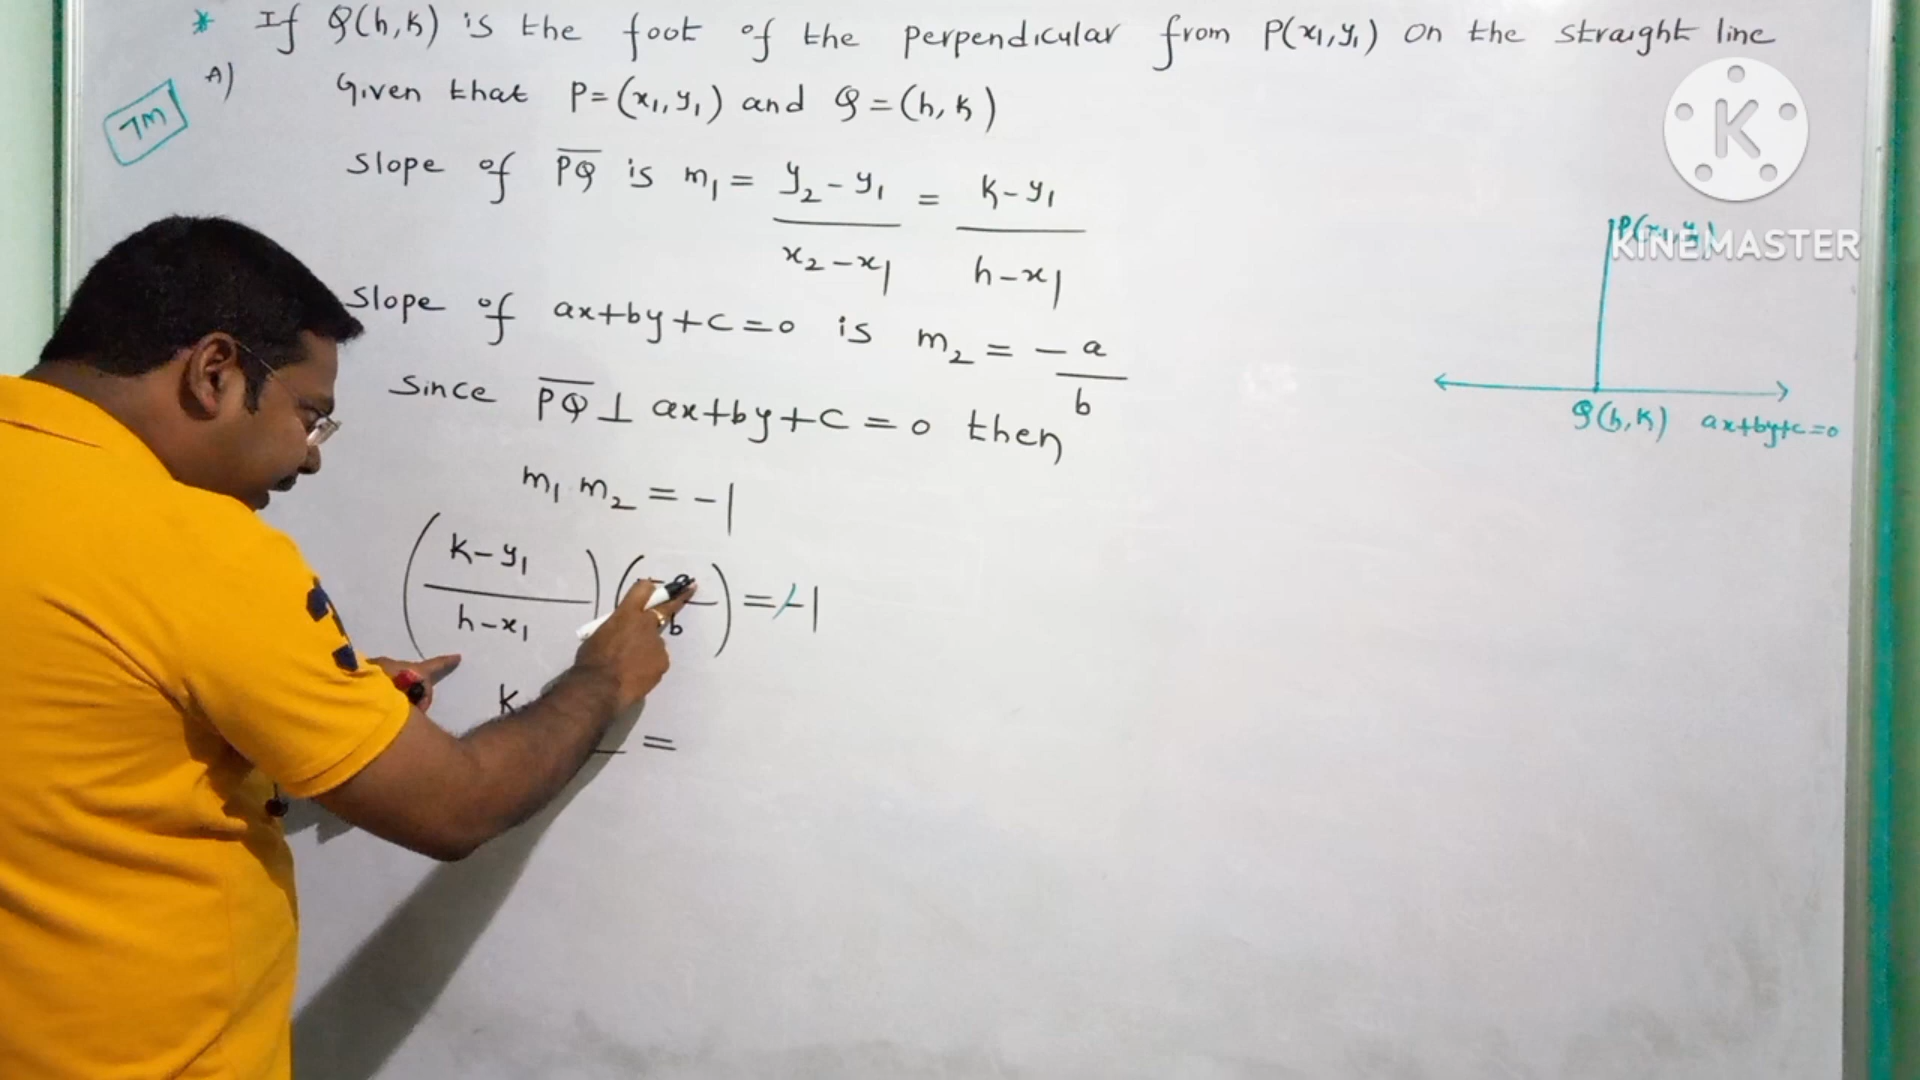 * If Q(h,k) is the foot of the perpendicular from P(x₁,y₁) on the straight line
A) Given that P=(x₁,y₁) and Q=(h,k)
7M
Slope of P̅Q̅ is m₁ = (y₂-y₁)/(x₂-x₁) = (k-y₁)/(h-x₁)
Slope of ax+by+c=0 is m₂ = -a/b
Since P̅Q̅ ⊥ ax+by+c=0 then
m₁ m₂ = -1
((k-y₁)/(h-x₁)) (-a/b) = -1
k =
P(x₁,y₁)
Q(h,k) ax+by+c=0
K
KINEMASTER